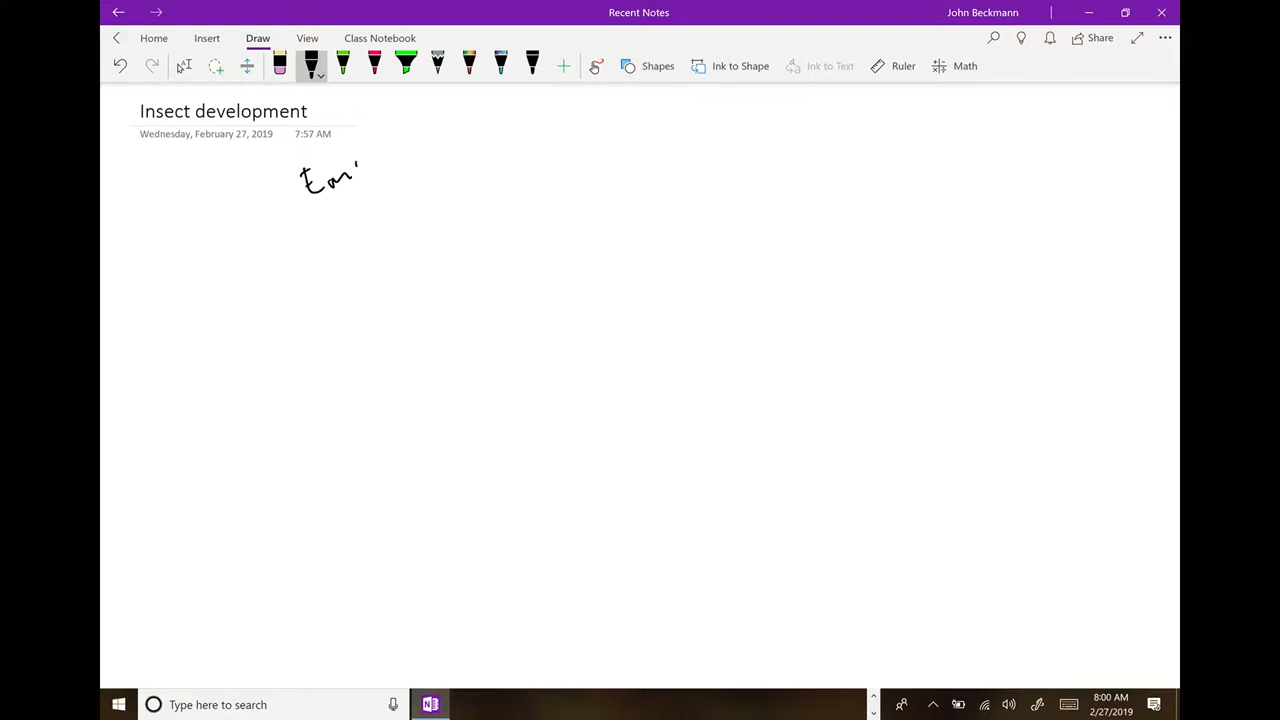 Recent Notes
John Beckmann
Home Insert Draw View Class Notebook
Share
Shapes
Ink to Shape
Ink to Text
Ruler
Math
Insect development
Wednesday, February 27, 2019 7:57 AM
Type here to search
8:00 AM
2/27/2019